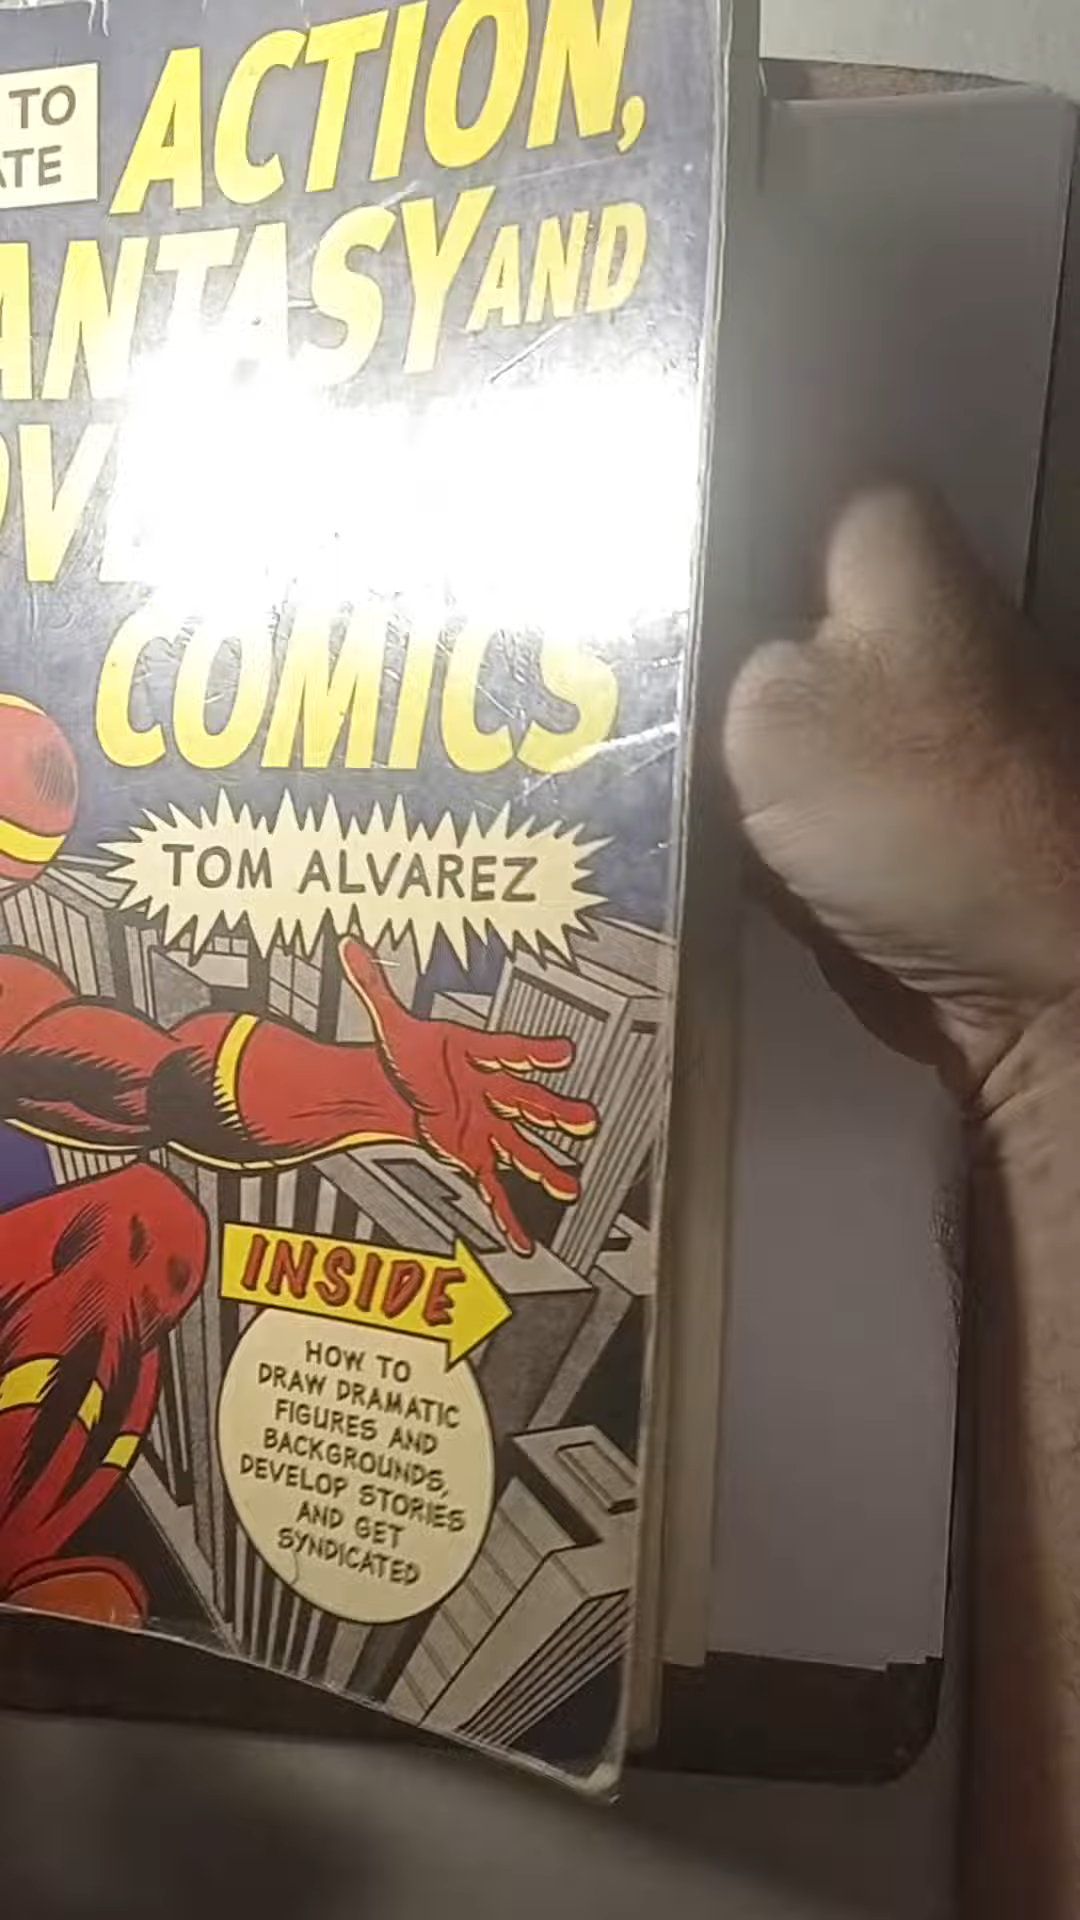 TO
ATE
ACTION,
ANTASY AND
COMICS
TOM ALVAREZ
INSIDE
HOW TO
DRAW DRAMATIC
FIGURES AND
BACKGROUNDS,
DEVELOP STORIES
AND GET
SYNDICATED